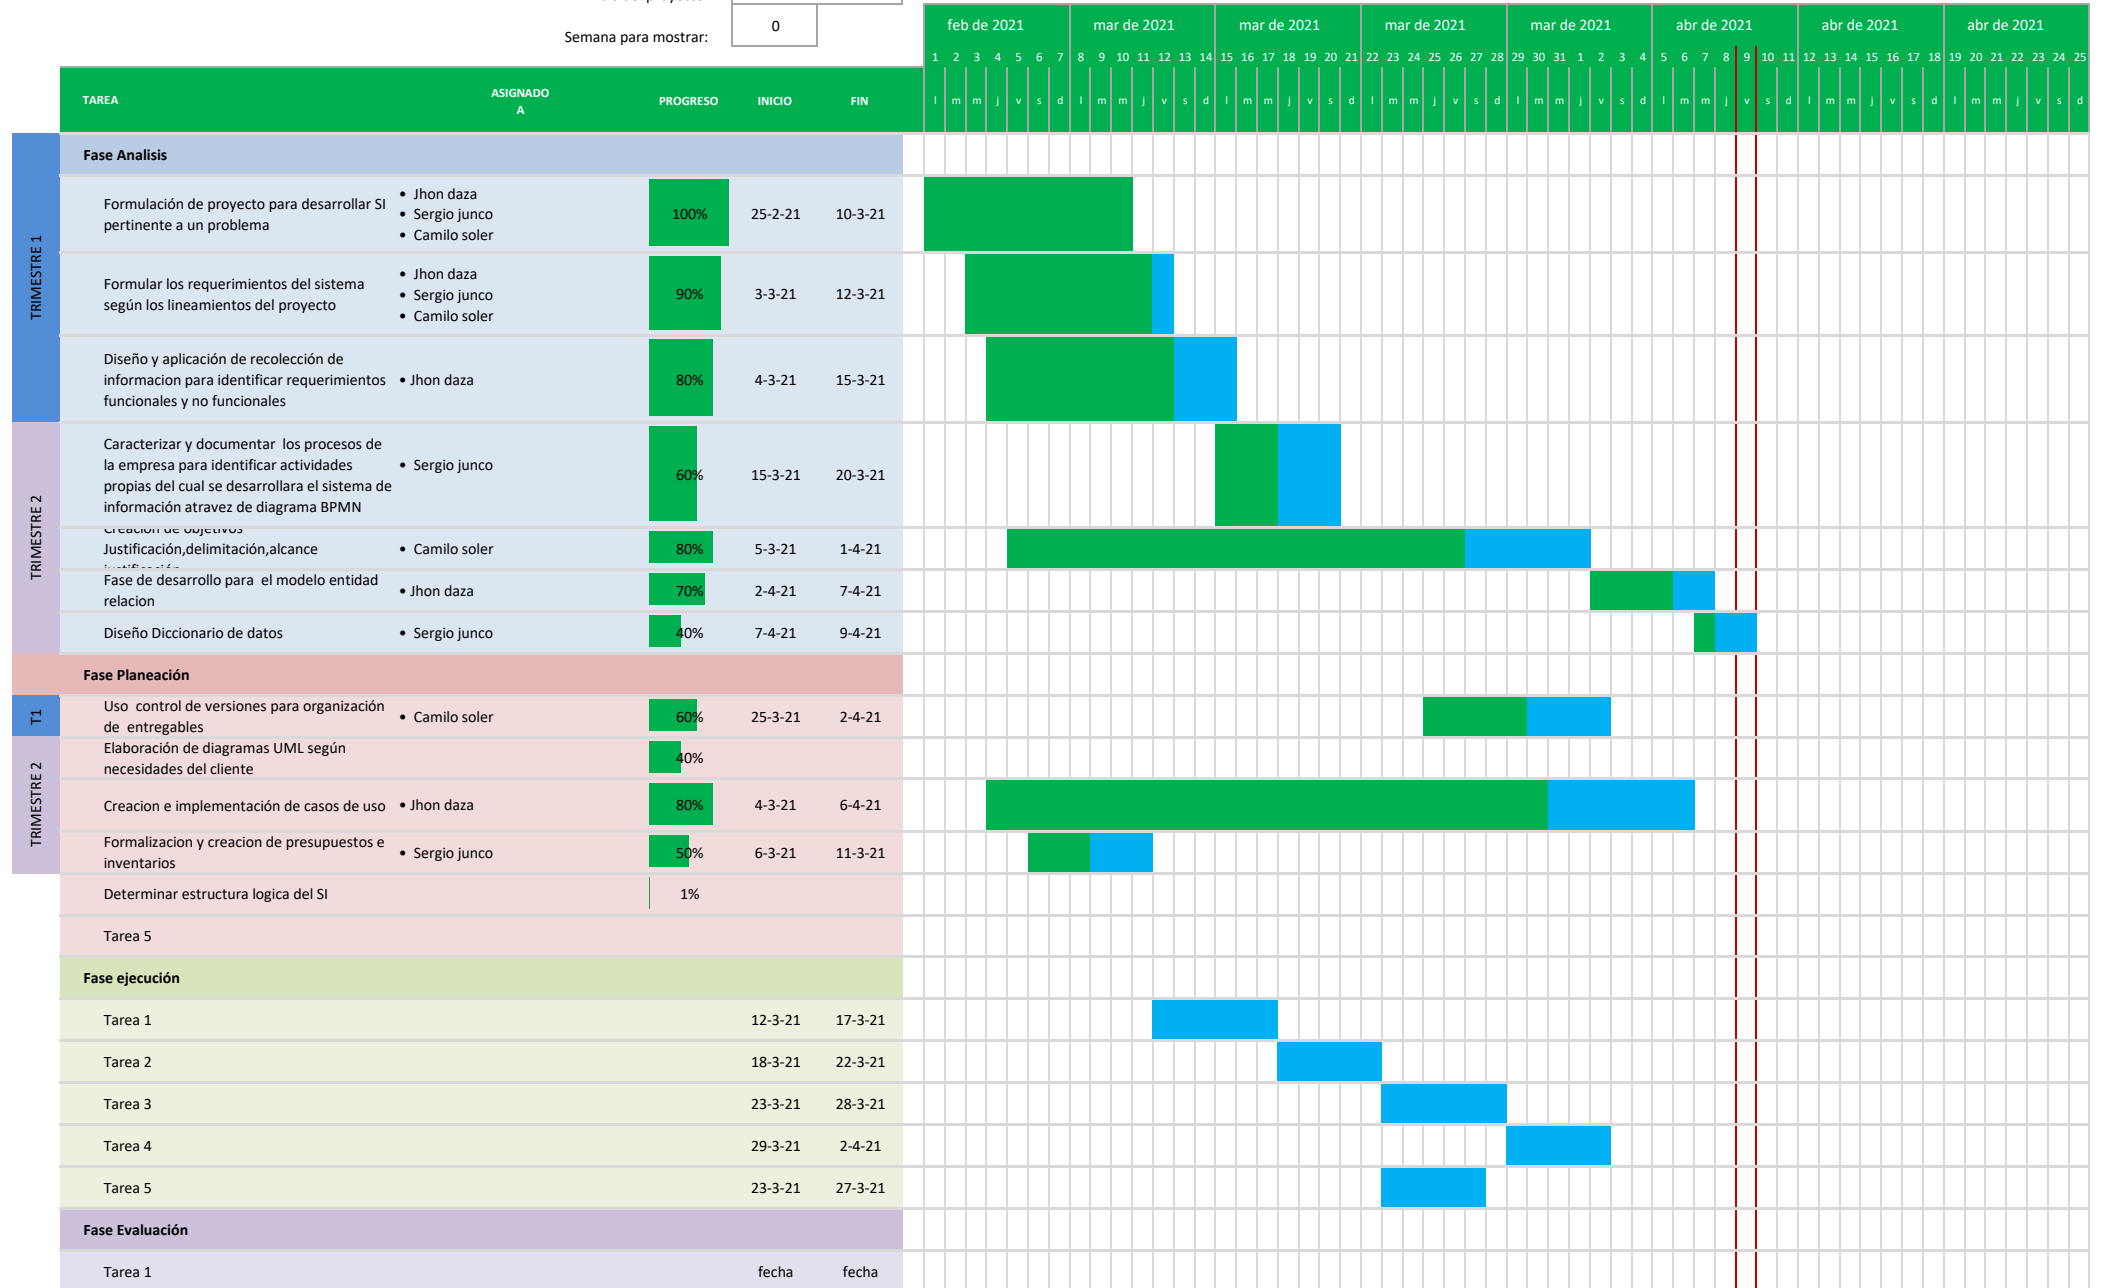 Semana para mostrar:
0
feb de 2021 mar de 2021 mar de 2021 mar de 2021 mar de 2021 abr de 2021 abr de 2021 abr de 2021
1 2 3 4 5 6 7 8 9 10 11 12 13 14 15 16 17 18 19 20 21 22 23 24 25 26 27 28 29 30 31 1 2 3 4 5 6 7 8 9 10 11 12 13 14 15 16 17 18 19 20 21 22 23 24 25
TAREA ASIGNADO A PROGRESO INICIO FIN
l m m j v s d l m m j v s d l m m j v s d l m m j v s d l m m j v s d l m m j v s d l m m j v s d l m m j v s d
TRIMESTRE 1
Fase Analisis
Formulación de proyecto para desarrollar SI
pertinente a un problema
• Jhon daza
• Sergio junco
• Camilo soler
100% 25-2-21 10-3-21
Formular los requerimientos del sistema
según los lineamientos del proyecto
• Jhon daza
• Sergio junco
• Camilo soler
90% 3-3-21 12-3-21
Diseño y aplicación de recolección de
informacion para identificar requerimientos
funcionales y no funcionales
• Jhon daza
80% 4-3-21 15-3-21
TRIMESTRE 2
Caracterizar y documentar los procesos de
la empresa para identificar actividades
propias del cual se desarrollara el sistema de
información atravez de diagrama BPMN
• Sergio junco
60% 15-3-21 20-3-21
Creacion de objetivos
Justificación,delimitación,alcance
• Camilo soler
80% 5-3-21 1-4-21
Fase de desarrollo para el modelo entidad
relacion
• Jhon daza
70% 2-4-21 7-4-21
Diseño Diccionario de datos
• Sergio junco
40% 7-4-21 9-4-21
Fase Planeación
T1
Uso control de versiones para organización
de entregables
• Camilo soler
60% 25-3-21 2-4-21
TRIMESTRE 2
Elaboración de diagramas UML según
necesidades del cliente
40%
Creacion e implementación de casos de uso
• Jhon daza
80% 4-3-21 6-4-21
Formalizacion y creacion de presupuestos e
inventarios
• Sergio junco
50% 6-3-21 11-3-21
Determinar estructura logica del SI
1%
Tarea 5
Fase ejecución
Tarea 1 12-3-21 17-3-21
Tarea 2 18-3-21 22-3-21
Tarea 3 23-3-21 28-3-21
Tarea 4 29-3-21 2-4-21
Tarea 5 23-3-21 27-3-21
Fase Evaluación
Tarea 1 fecha fecha